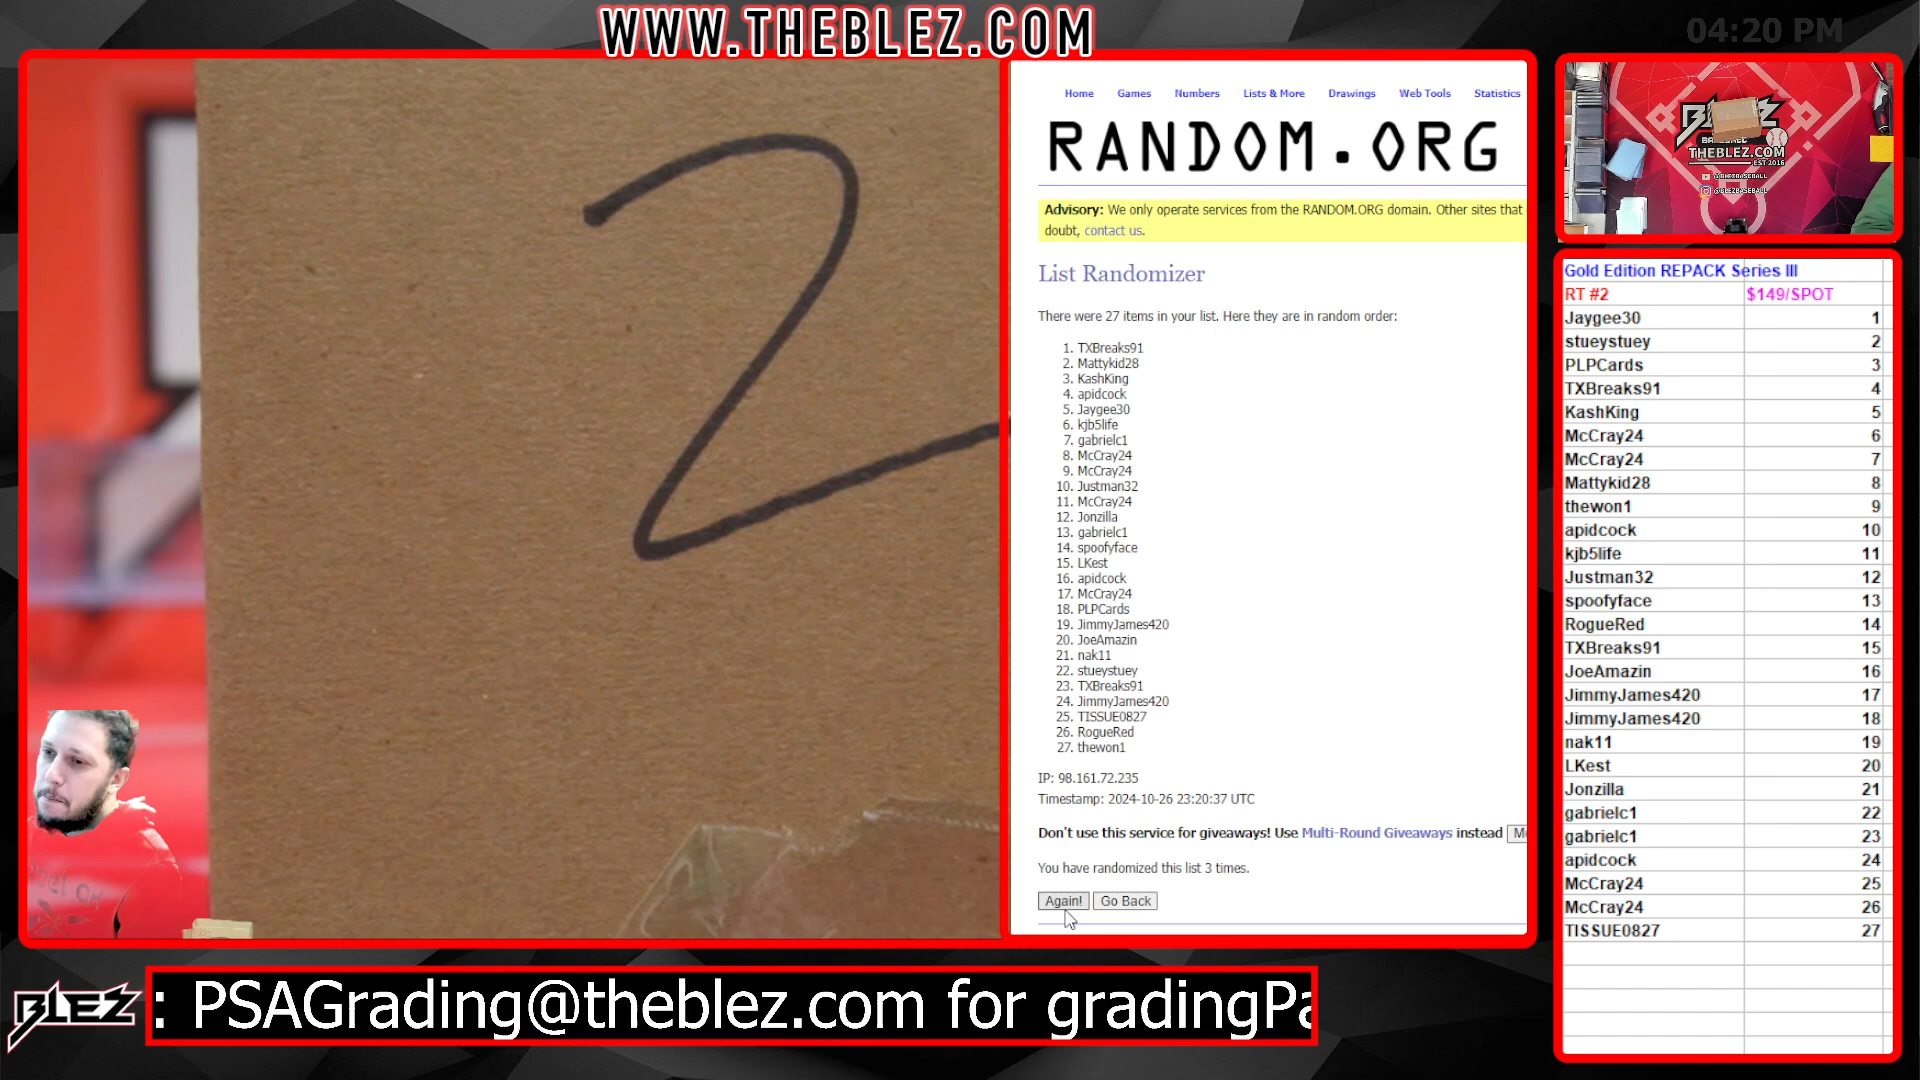 WWW.THEBLEZ.COM
04:20 PM
2
Home Games Numbers Lists & More Drawings Web Tools Statistics
RANDOM.ORG
Advisory: We only operate services from the RANDOM.ORG domain. Other sites that
doubt, contact us.
List Randomizer
There were 27 items in your list. Here they are in random order:
1. TXBreaks91
2. Mattykid28
3. KashKing
4. apidcock
5. Jaygee30
6. kjb5life
7. gabrielc1
8. McCray24
9. McCray24
10. Justman32
11. McCray24
12. Jonzilla
13. gabrielc1
14. spoofyface
15. LKest
16. apidcock
17. McCray24
18. PLPCards
19. JimmyJames420
20. JoeAmazin
21. nak11
22. stueystuey
23. TXBreaks91
24. JimmyJames420
25. TISSUE0827
26. RogueRed
27. thewon1
IP: 98.161.72.235
Timestamp: 2024-10-26 23:20:37 UTC
Don't use this service for giveaways! Use Multi-Round Giveaways instead
You have randomized this list 3 times.
Again! Go Back
THEBLEZ.COM
EST 2016
Gold Edition REPACK Series III
RT #2 $149/SPOT
Jaygee30 1
stueystuey 2
PLPCards 3
TXBreaks91 4
KashKing 5
McCray24 6
McCray24 7
Mattykid28 8
thewon1 9
apidcock 10
kjb5life 11
Justman32 12
spoofyface 13
RogueRed 14
TXBreaks91 15
JoeAmazin 16
JimmyJames420 17
JimmyJames420 18
nak11 19
LKest 20
Jonzilla 21
gabrielc1 22
gabrielc1 23
apidcock 24
McCray24 25
McCray24 26
TISSUE0827 27
BLEZ
: PSAGrading@theblez.com for gradingPa